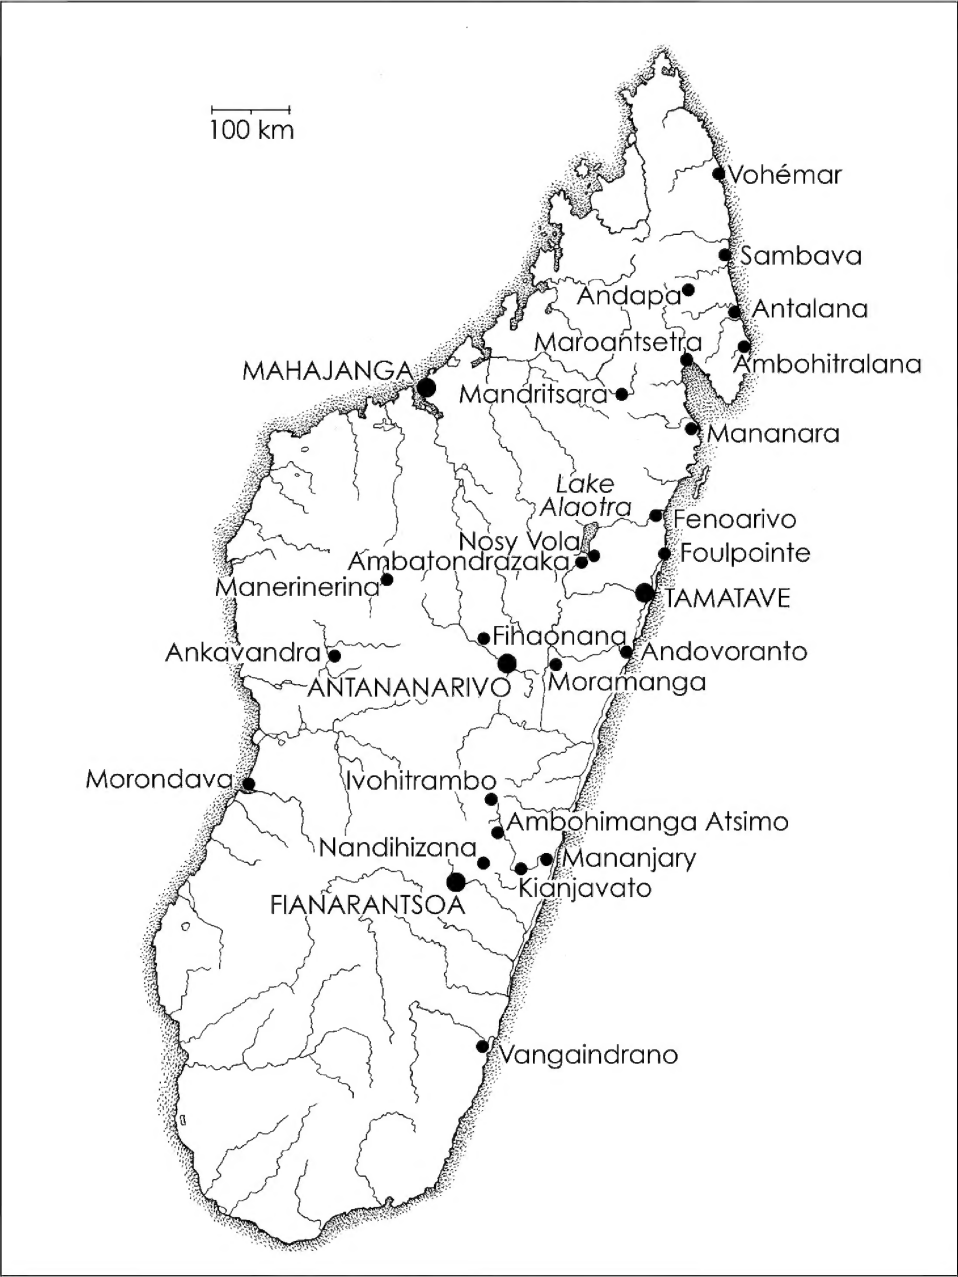 100 km
Vohémar
Sambava
Andapa
Antalana
Maroantsetra
Ambohitralana
MAHAJANGA
Mandritsara
Mananara
Lake
Alaotra
Fenoarivo
Nosy Vola
Foulpointe
Ambatondrazaka
Manerinerina
TAMATAVE
Fihaonana
Ankavandra
Andovoranto
ANTANANARIVO
Moramanga
Morondava
Ivohitrambo
Ambohimanga Atsimo
Nandihizana
Mananjary
Kianjavato
FIANARANTSOA
Vangaindrano